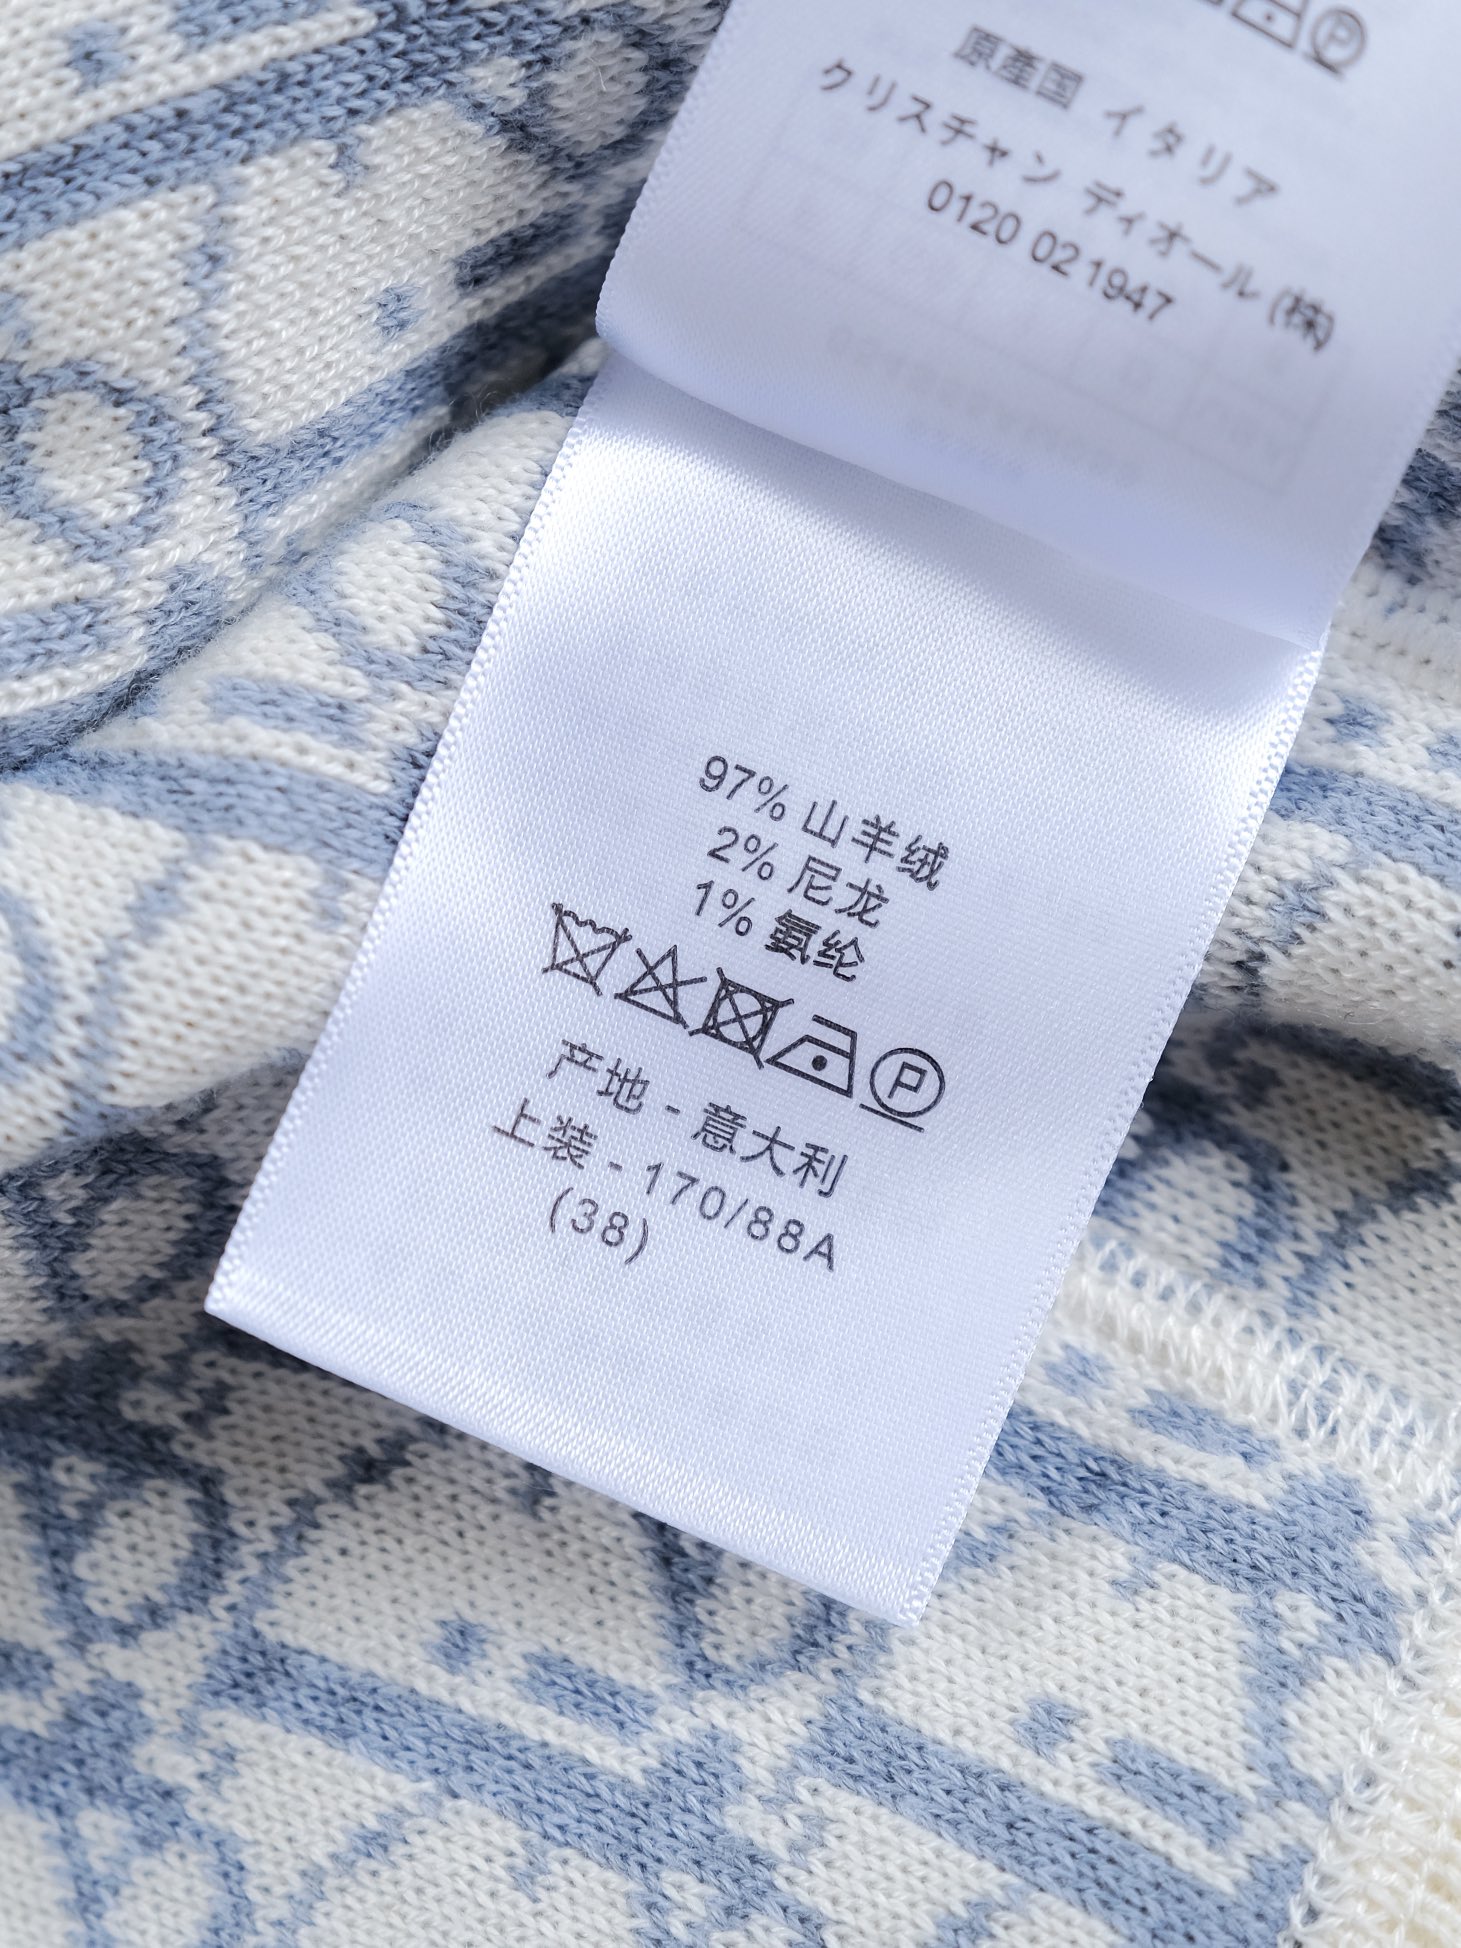 原産国 イタリア
クリスチャン ディオール (株)
0120 02 1947
97% 山羊绒
2% 尼龙
1% 氨纶
P
产地 - 意大利
上装 - 170/88A
(38)